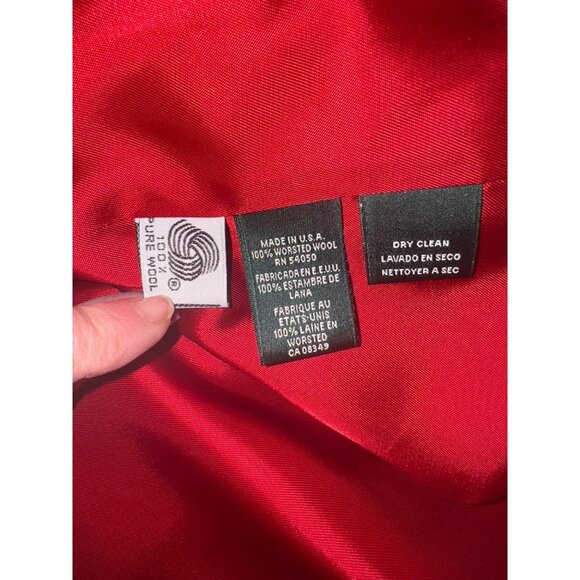 100%
PURE WOOL
®
MADE IN U.S.A.
100% WORSTED WOOL
RN 54050
FABRICADA EN E.E.U.U.
100% ESTAMBRE DE
LANA
FABRIQUE AU
ETATS-UNIS
100% LAINE EN
WORSTED
CA 08349
DRY CLEAN
LAVADO EN SECO
NETTOYER A SEC